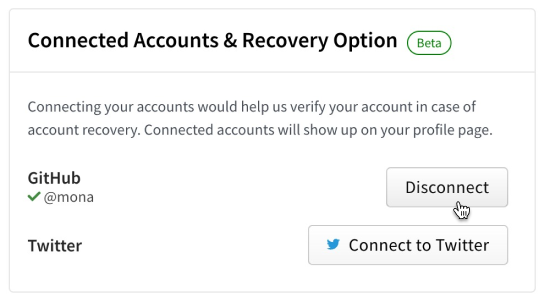 Connected Accounts & Recovery Option Beta
Connecting your accounts would help us verify your account in case of
account recovery. Connected accounts will show up on your profile page.
GitHub
@mona
Disconnect
Twitter
Connect to Twitter